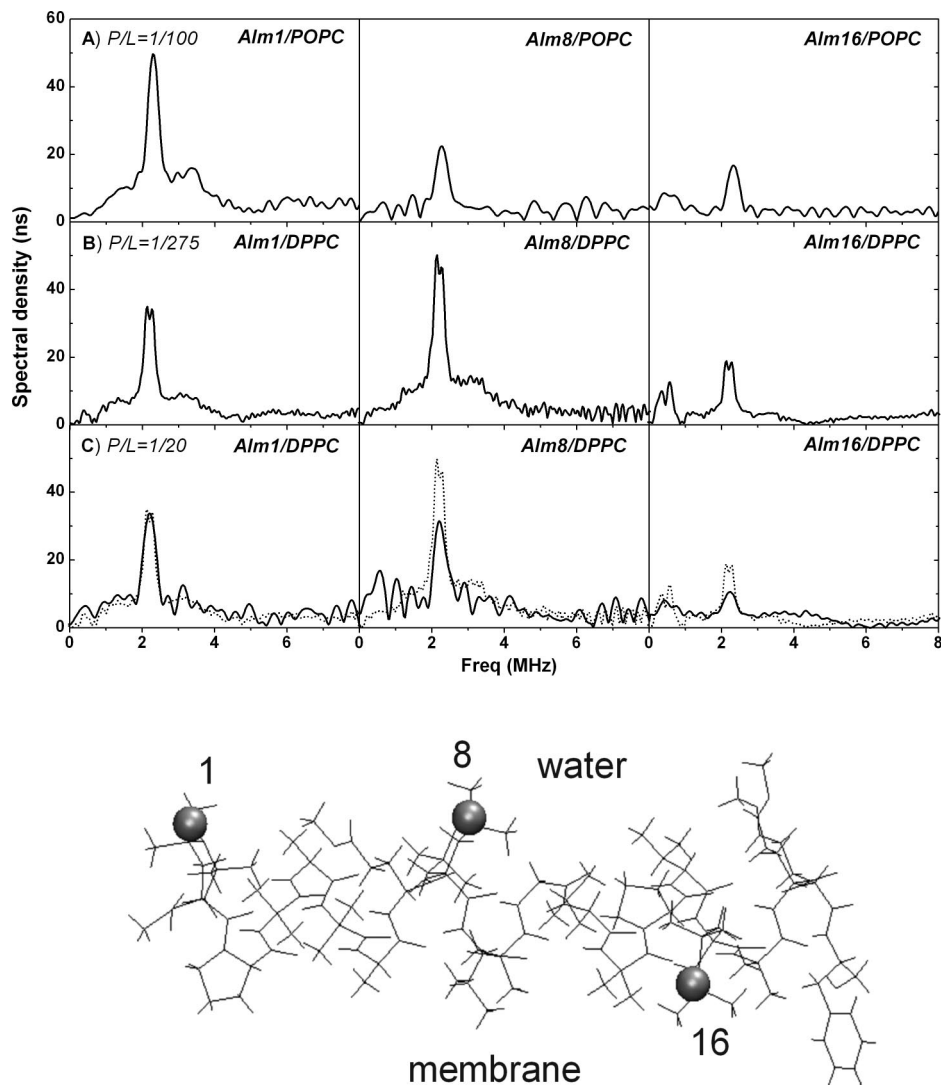 60
A) P/L=1/100 Alm1/POPC Alm8/POPC Alm16/POPC
40
20
0
B) P/L=1/275 Alm1/DPPC Alm8/DPPC Alm16/DPPC
40
20
0
C) P/L=1/20 Alm1/DPPC Alm8/DPPC Alm16/DPPC
40
20
0
Spectral density (ns)
0 2 4 6 0 2 4 6 0 2 4 6 8
Freq (MHz)
1
8
water
16
membrane